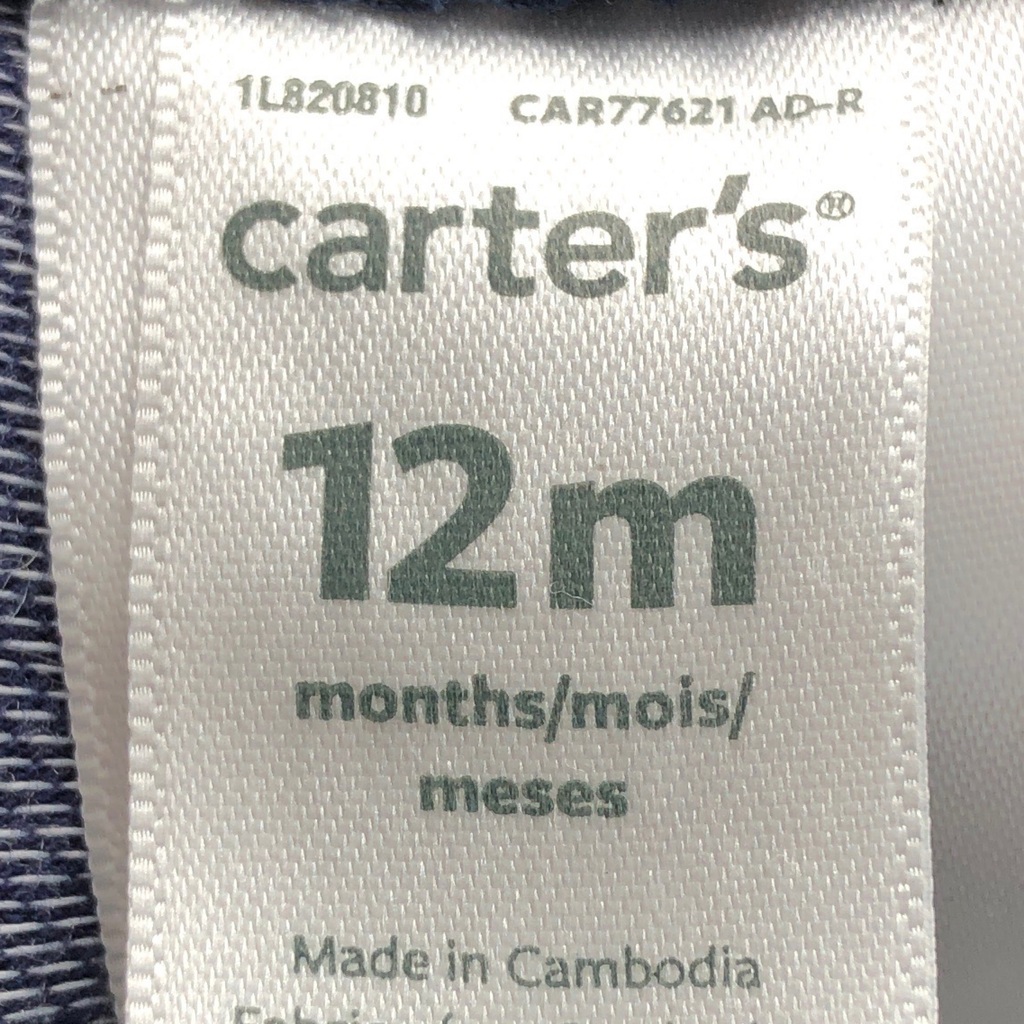 1L820810 CAR77621 AD-R
carter's®
12m
months/mois/
meses
Made in Cambodia